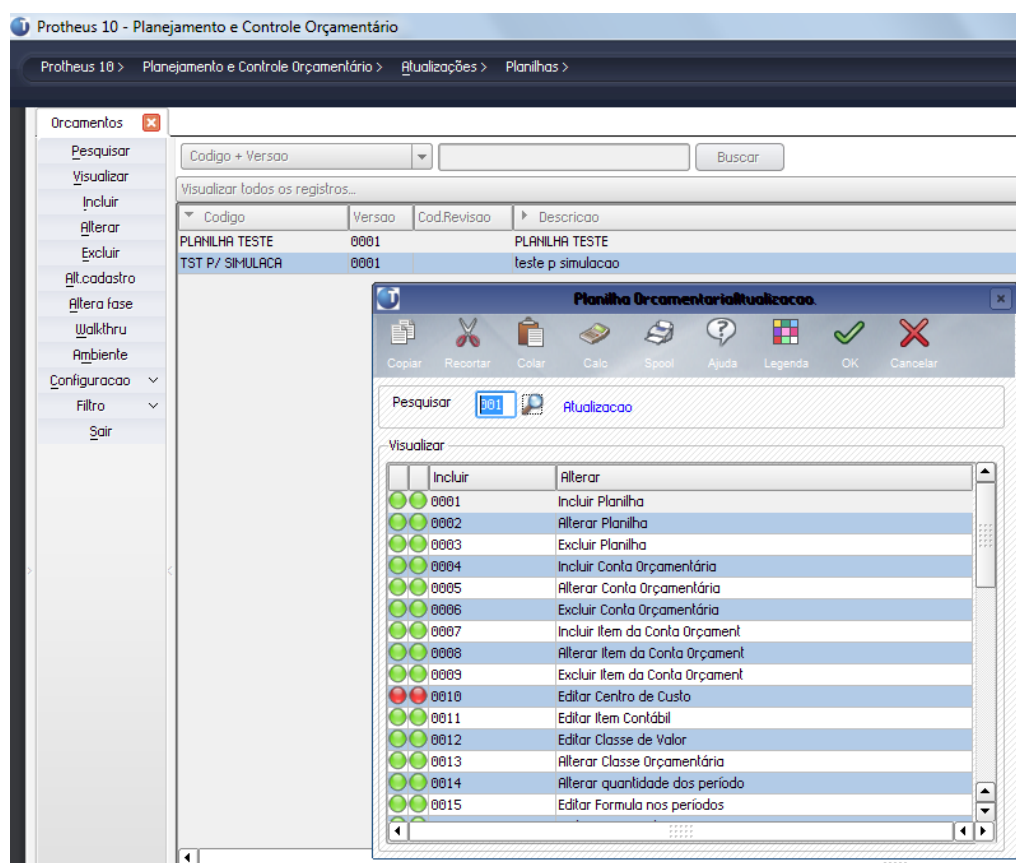 Protheus 10 - Planejamento e Controle Orçamentário
Protheus 10 > Planejamento e Controle Orçamentário > Atualizações > Planilhas >
Orcamentos
Pesquisar
Visualizar
Incluir
Alterar
Excluir
Alt.cadastro
Altera fase
Walkthru
Ambiente
Configuracao
Filtro
Sair
Codigo + Versao Buscar
Visualizar todos os registros...
Codigo Versao Cod.Revisao Descricao
PLANILHA TESTE 0001 PLANILHA TESTE
TST P/ SIMULACA 0001 teste p simulacao
Planilha OrcamentariaAtualizacao.
Copiar Recortar Colar Calc Spool Ajuda Legenda OK Cancelar
Pesquisar 001 Atualizacao
Visualizar
Incluir Alterar
0001 Incluir Planilha
0002 Alterar Planilha
0003 Excluir Planilha
0004 Incluir Conta Orçamentária
0005 Alterar Conta Orçamentária
0006 Excluir Conta Orçamentária
0007 Incluir Item da Conta Orçament
0008 Alterar Item da Conta Orçament
0009 Excluir Item da Conta Orçament
0010 Editar Centro de Custo
0011 Editar Item Contábil
0012 Editar Classe de Valor
0013 Alterar Classe Orçamentária
0014 Alterar quantidade dos período
0015 Editar Formula nos períodos